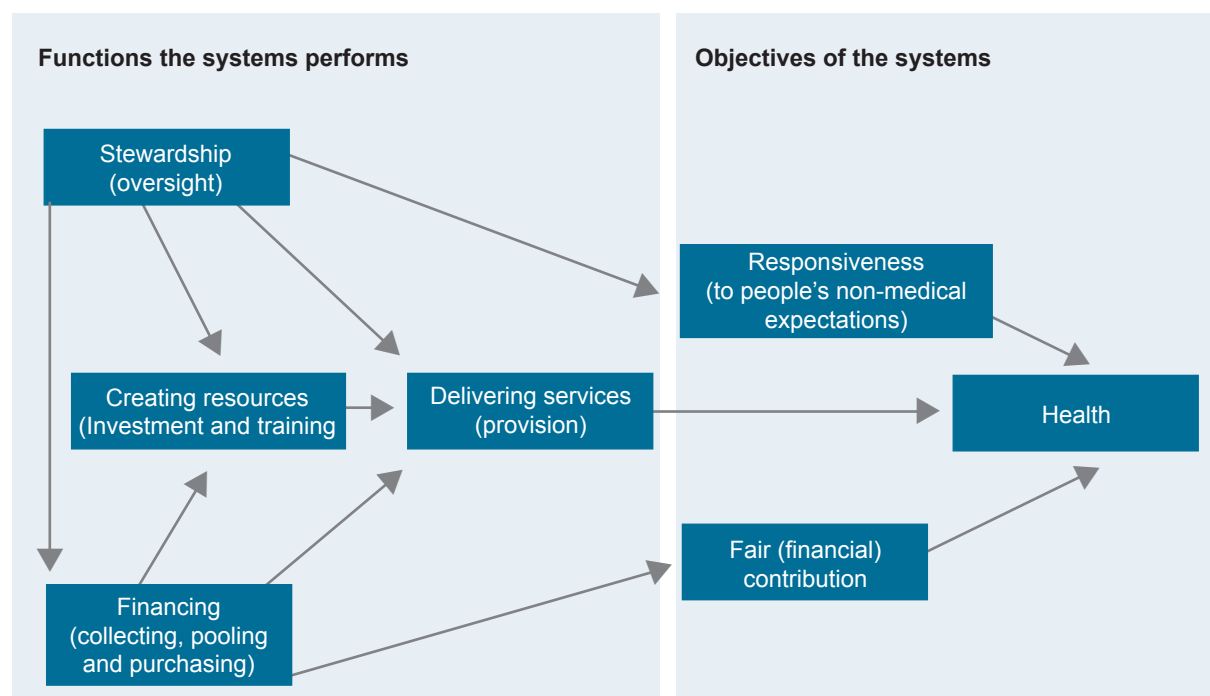 Functions the systems performs
Objectives of the systems
Stewardship
(oversight)
Responsiveness
(to people’s non-medical
expectations)
Creating resources
(Investment and training
Delivering services
(provision)
Health
Fair (financial)
contribution
Financing
(collecting, pooling
and purchasing)